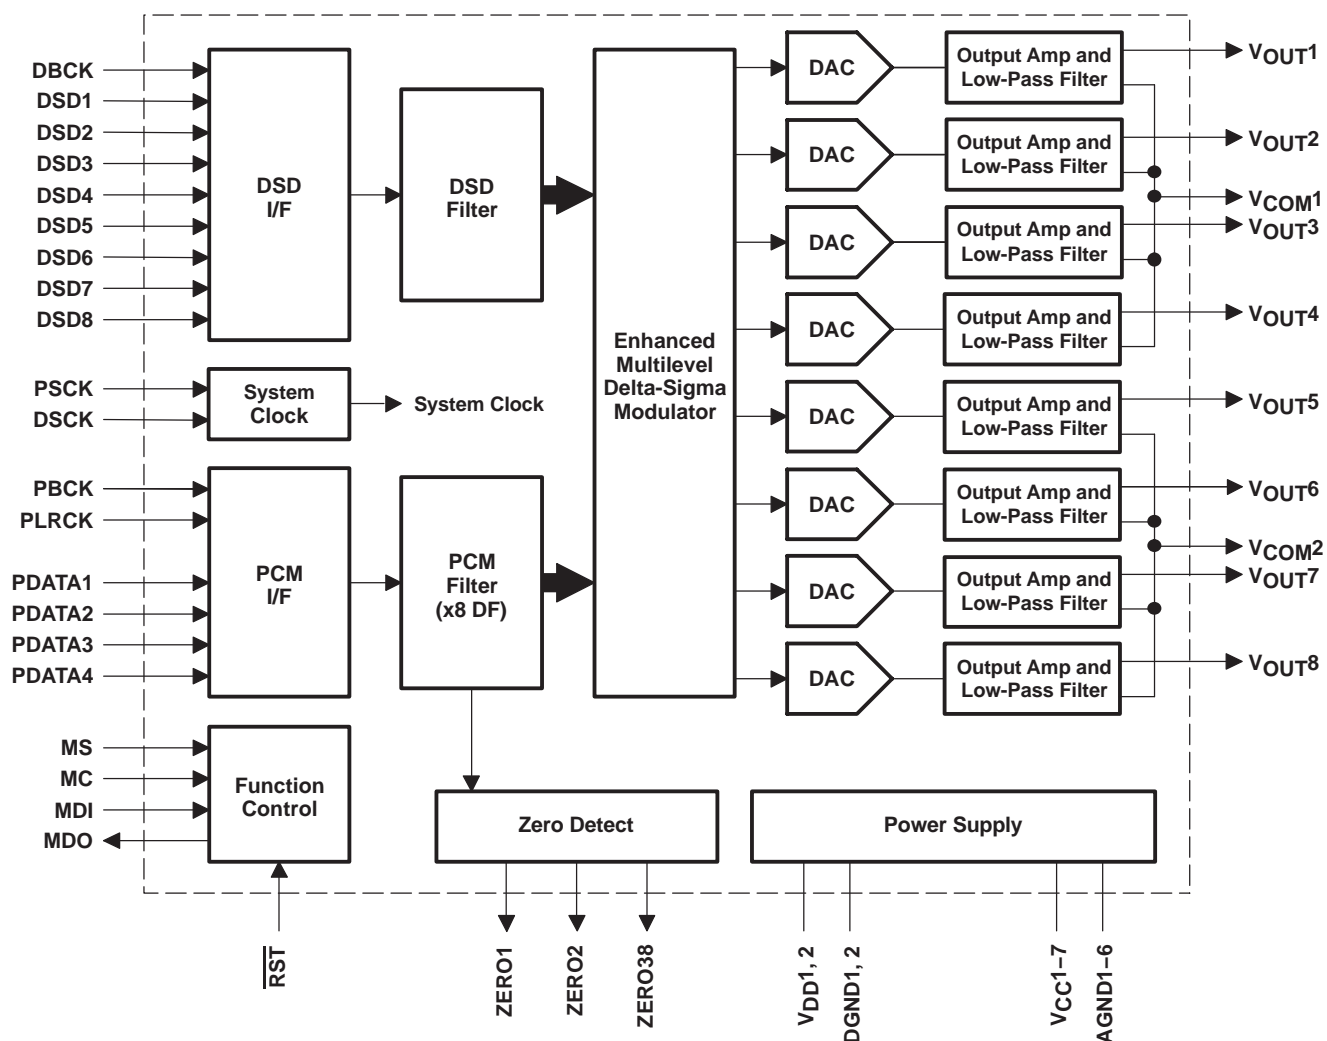 DBCK
DSD1
DSD2
DSD3
DSD4
DSD5
DSD6
DSD7
DSD8
PSCK
DSCK
PBCK
PLRCK
PDATA1
PDATA2
PDATA3
PDATA4
MS
MC
MDI
MDO
RST
DSD
I/F
System
Clock
PCM
I/F
Function
Control
DSD
Filter
System Clock
PCM
Filter
(x8 DF)
Zero Detect
ZERO1
ZERO2
ZERO38
Enhanced
Multilevel
Delta-Sigma
Modulator
DAC
DAC
DAC
DAC
DAC
DAC
DAC
DAC
Output Amp and
Low-Pass Filter
Output Amp and
Low-Pass Filter
Output Amp and
Low-Pass Filter
Output Amp and
Low-Pass Filter
Output Amp and
Low-Pass Filter
Output Amp and
Low-Pass Filter
Output Amp and
Low-Pass Filter
Output Amp and
Low-Pass Filter
Power Supply
VDD1, 2
DGND1, 2
VCC1–7
AGND1–6
VOUT1
VOUT2
VCOM1
VOUT3
VOUT4
VOUT5
VOUT6
VCOM2
VOUT7
VOUT8